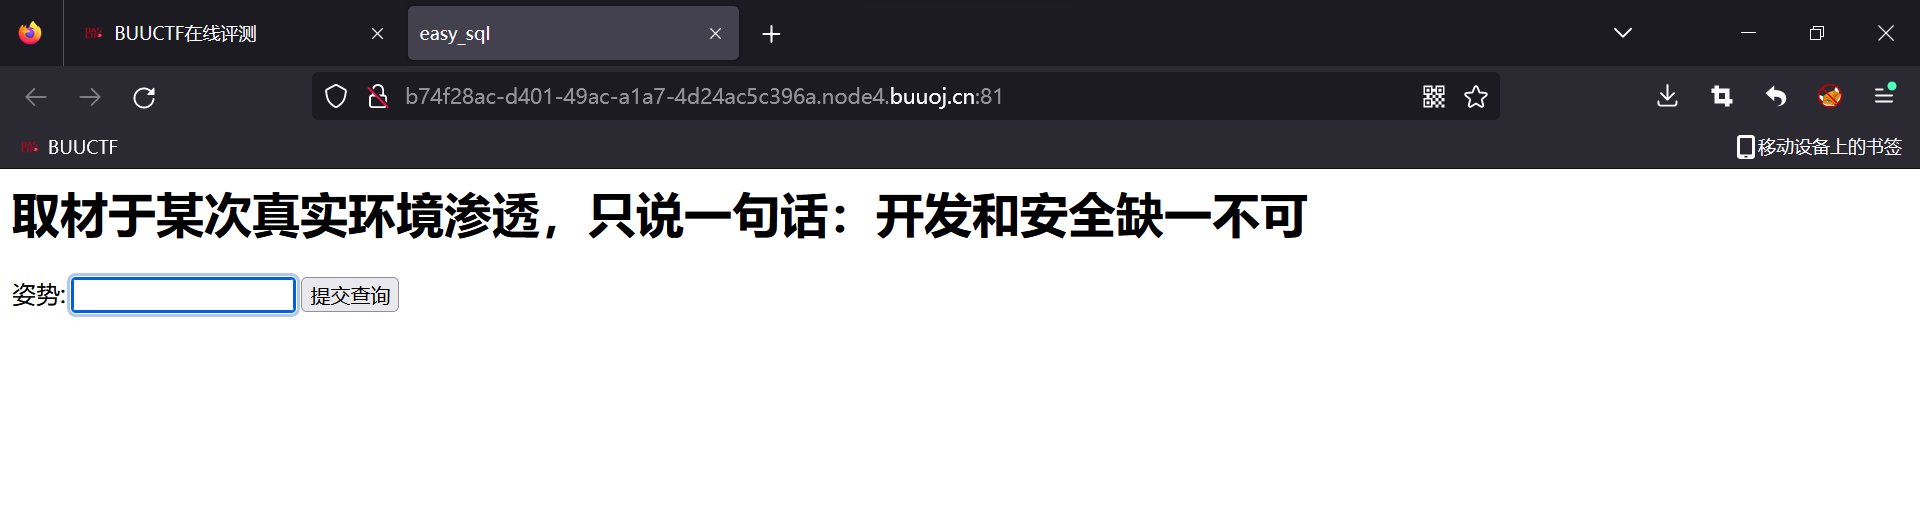 BUUCTF在线评测
easy_sql
b74f28ac-d401-49ac-a1a7-4d24ac5c396a.node4.buuoj.cn:81
BUUCTF
移动设备上的书签
取材于某次真实环境渗透，只说一句话：开发和安全缺一不可
姿势:
提交查询